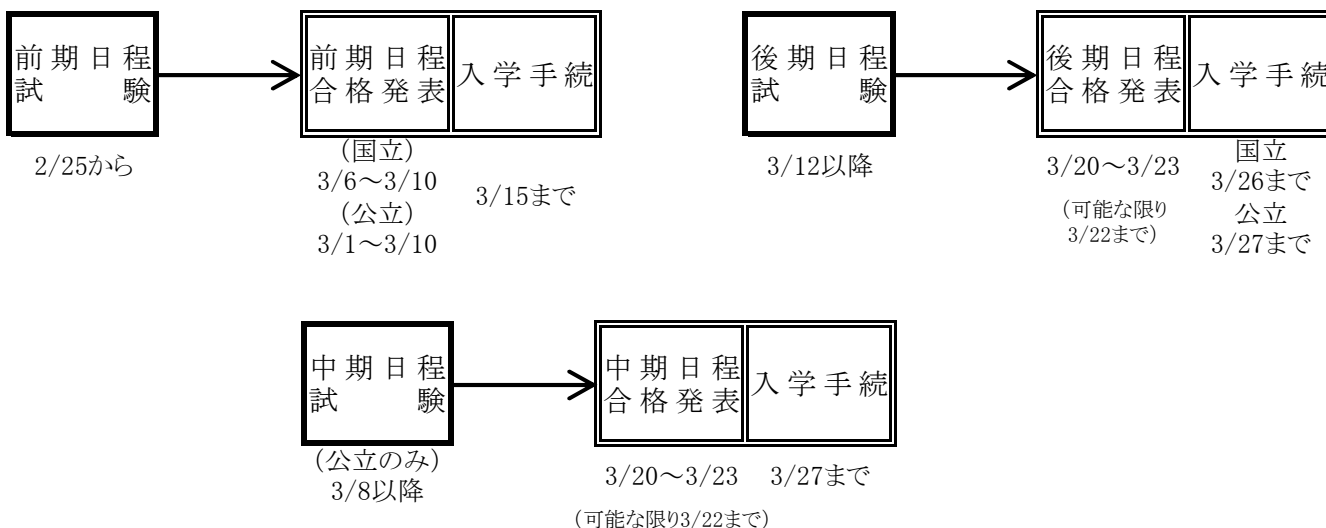 前期日程
試験
2/25から
前期日程
合格発表
(国立)
3/6～3/10
(公立)
3/1～3/10
入学手続
3/15まで
後期日程
試験
3/12以降
後期日程
合格発表
3/20～3/23
(可能な限り
3/22まで)
入学手続
国立
3/26まで
公立
3/27まで
中期日程
試験
(公立のみ)
3/8以降
中期日程
合格発表
3/20～3/23
(可能な限り3/22まで)
入学手続
3/27まで